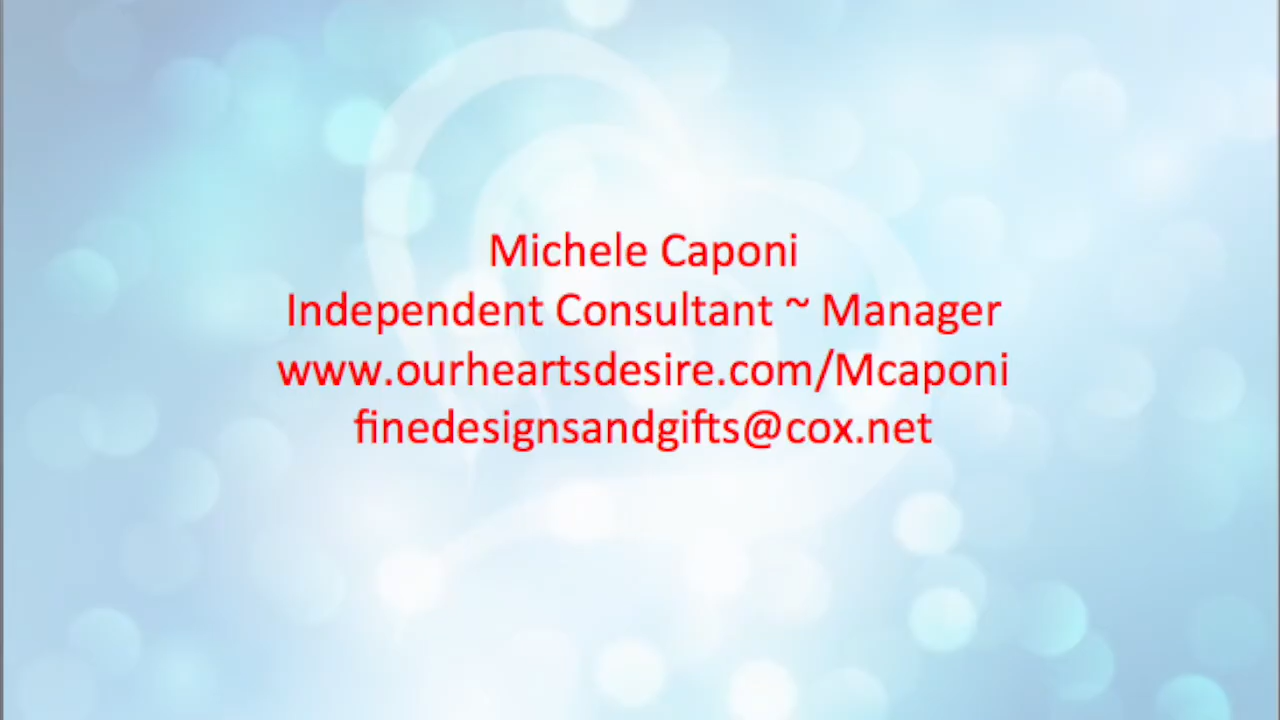 Michele Caponi
Independent Consultant ~ Manager
www.ourheartsdesire.com/Mcaponi
finedesignsandgifts@cox.net